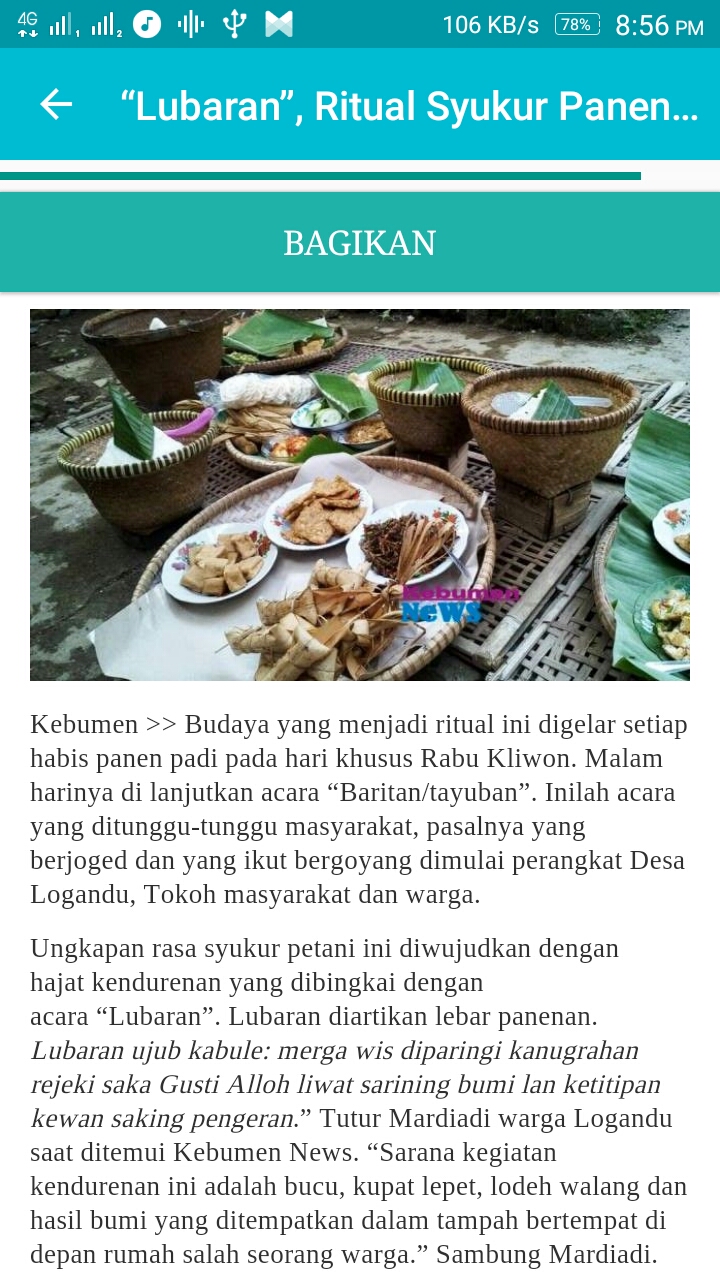 4G 1 2 106 KB/s 78% 8:56 PM
“Lubaran”, Ritual Syukur Panen...
BAGIKAN
Kebumen
NeWS
Kebumen >> Budaya yang menjadi ritual ini digelar setiap
habis panen padi pada hari khusus Rabu Kliwon. Malam
harinya di lanjutkan acara “Baritan/tayuban”. Inilah acara
yang ditunggu-tunggu masyarakat, pasalnya yang
berjoged dan yang ikut bergoyang dimulai perangkat Desa
Logandu, Tokoh masyarakat dan warga.
Ungkapan rasa syukur petani ini diwujudkan dengan
hajat kendurenan yang dibingkai dengan
acara “Lubaran”. Lubaran diartikan lebar panenan.
Lubaran ujub kabule: merga wis diparingi kanugrahan
rejeki saka Gusti Alloh liwat sarining bumi lan ketitipan
kewan saking pengeran.” Tutur Mardiadi warga Logandu
saat ditemui Kebumen News. “Sarana kegiatan
kendurenan ini adalah bucu, kupat lepet, lodeh walang dan
hasil bumi yang ditempatkan dalam tampah bertempat di
depan rumah salah seorang warga.” Sambung Mardiadi.